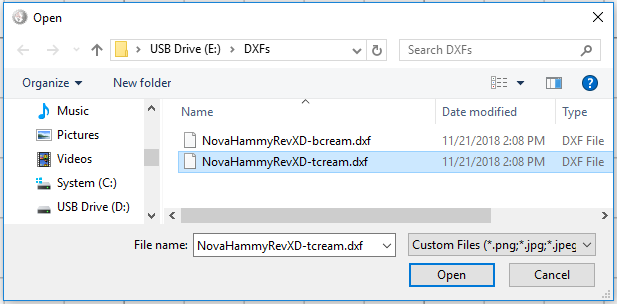 Open
USB Drive (E:) DXFs Search DXFs
Organize New folder
Name Date modified Type
Music
Pictures
Videos
System (C:)
USB Drive (D:)
NovaHammyRevXD-bcream.dxf 11/21/2018 2:08 PM DXF File
NovaHammyRevXD-tcream.dxf 11/21/2018 2:08 PM DXF File
File name: NovaHammyRevXD-tcream.dxf Custom Files (*.png;*.jpg;*.jpeg
Open Cancel